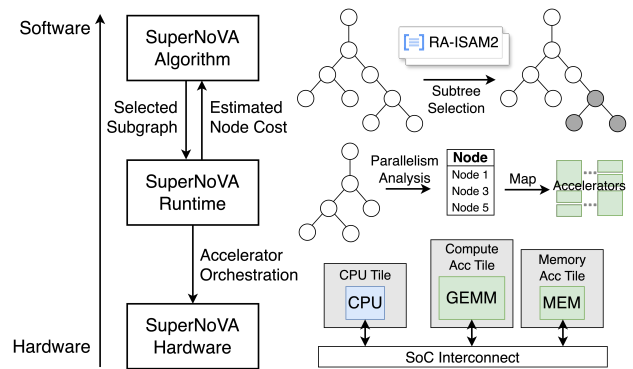 Software
SuperNoVA
Algorithm
RA-ISAM2
Subtree
Selection
Selected
Subgraph
Estimated
Node Cost
SuperNoVA
Runtime
Parallelism
Analysis
Node
Node 1
Node 3
Node 5
Map
Accelerators
Accelerator
Orchestration
CPU Tile
CPU
Compute
Acc Tile
GEMM
Memory
Acc Tile
MEM
SuperNoVA
Hardware
Hardware
SoC Interconnect